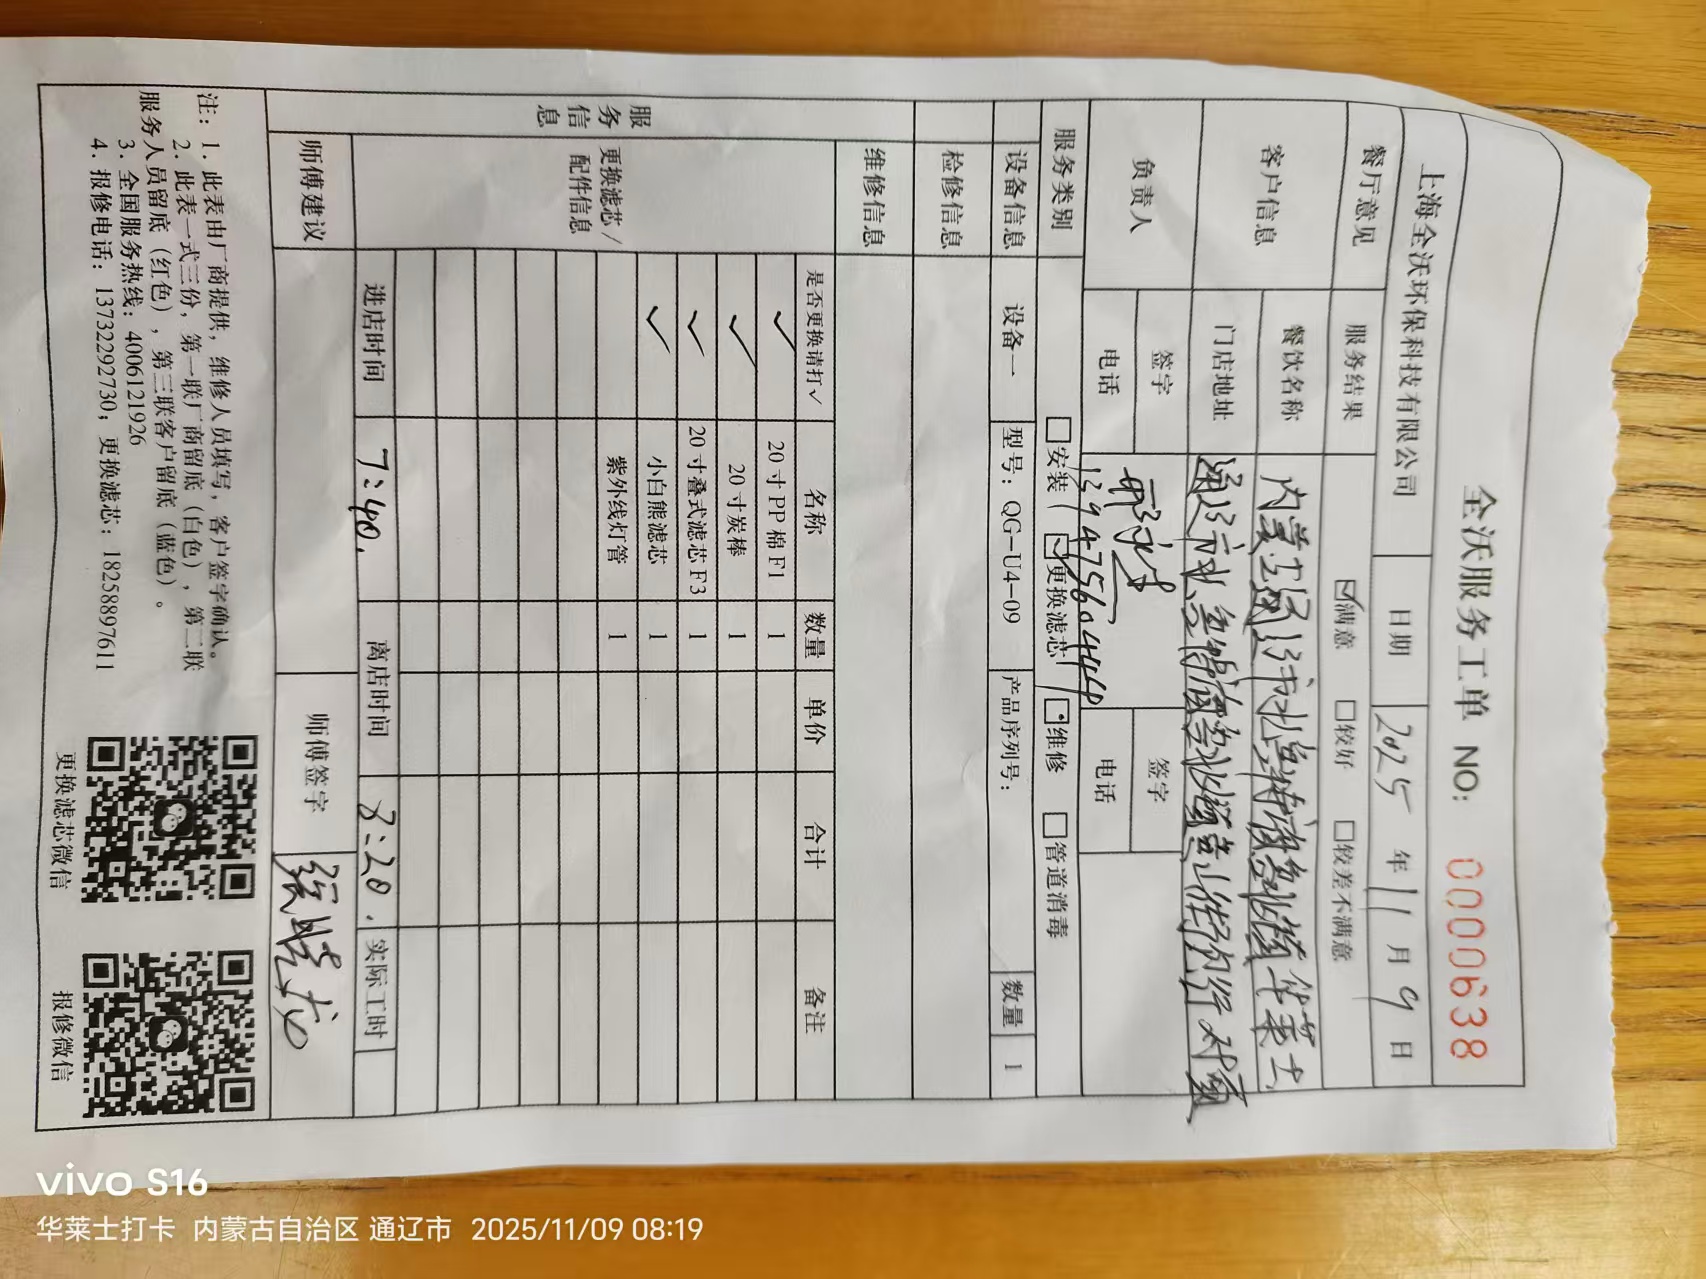 全沃服务工单 NO: 0000638
上海全沃环保科技有限公司 日期 2025 年 11 月 9 日
餐厅意见 服务结果 ☑满意 □较好 □较差不满意
客户信息 餐饮名称 内蒙古
门店地址
负责人 签字 签字
电话 电话
服务类别 □安装 ☑更换滤芯 □维修 □管道消毒
设备信息 设备一 型号：QG-U4-09 产品序列号： 数量 1
检修信息
维修信息
服务信息
更换滤芯/配件信息
是否更换请打√ 名称 数量 单价 合计 备注
✓ 20寸PP棉F1 1
✓ 20寸炭棒 1
✓ 20寸叠式滤芯F3 1
✓ 小白熊滤芯 1
紫外线灯管 1
进店时间 7:40. 离店时间 8:20. 实际工时
师傅建议 师傅签字
注：1. 此表由厂商提供，维修人员填写，客户签字确认。
2. 此表一式三份，第一联厂商留底（白色），第二联
服务人员留底（红色），第三联客户留底（蓝色）。
3. 全国服务热线：4006121926
4. 报修电话：13732292730；更换滤芯：18258897611
更换滤芯微信 报修微信
vivo S16
华莱士打卡 内蒙古自治区 通辽市 2025/11/09 08:19